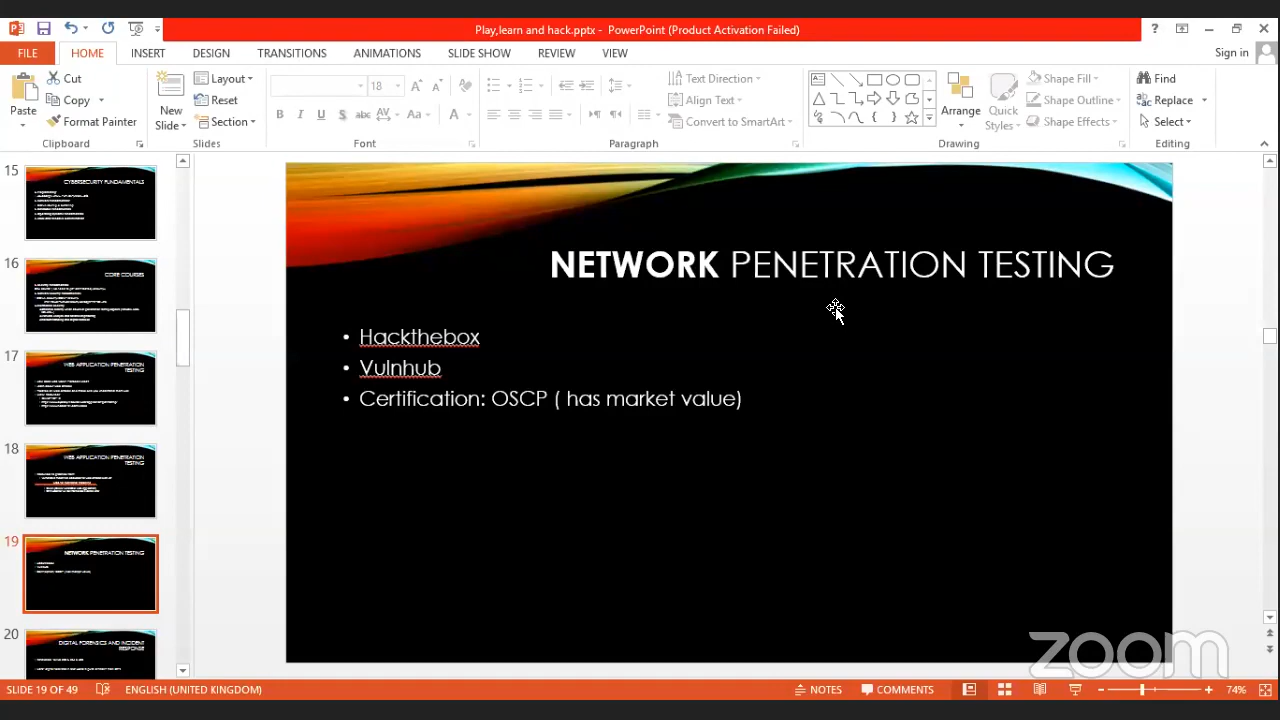 Play,learn and hack.pptx - PowerPoint (Product Activation Failed)
FILE HOME INSERT DESIGN TRANSITIONS ANIMATIONS SLIDE SHOW REVIEW VIEW Sign in
Paste
Cut
Copy
Format Painter
Clipboard
New Slide
Layout
Reset
Section
Slides
18
Font
Paragraph
Text Direction
Align Text
Convert to SmartArt
Arrange
Quick Styles
Shape Fill
Shape Outline
Shape Effects
Drawing
Find
Replace
Select
Editing
15
CYBERSECURITY FUNDAMENTALS
16
CORE COURSES
17
WEB APPLICATION PENETRATION
TESTING
18
WEB APPLICATION PENETRATION
TESTING
19
NETWORK PENETRATION TESTING
20
DIGITAL FORENSICS AND INCIDENT
RESPONSE
NETWORK PENETRATION TESTING
• Hackthebox
• Vulnhub
• Certification: OSCP ( has market value)
zoom
SLIDE 19 OF 49 ENGLISH (UNITED KINGDOM) NOTES COMMENTS 74%